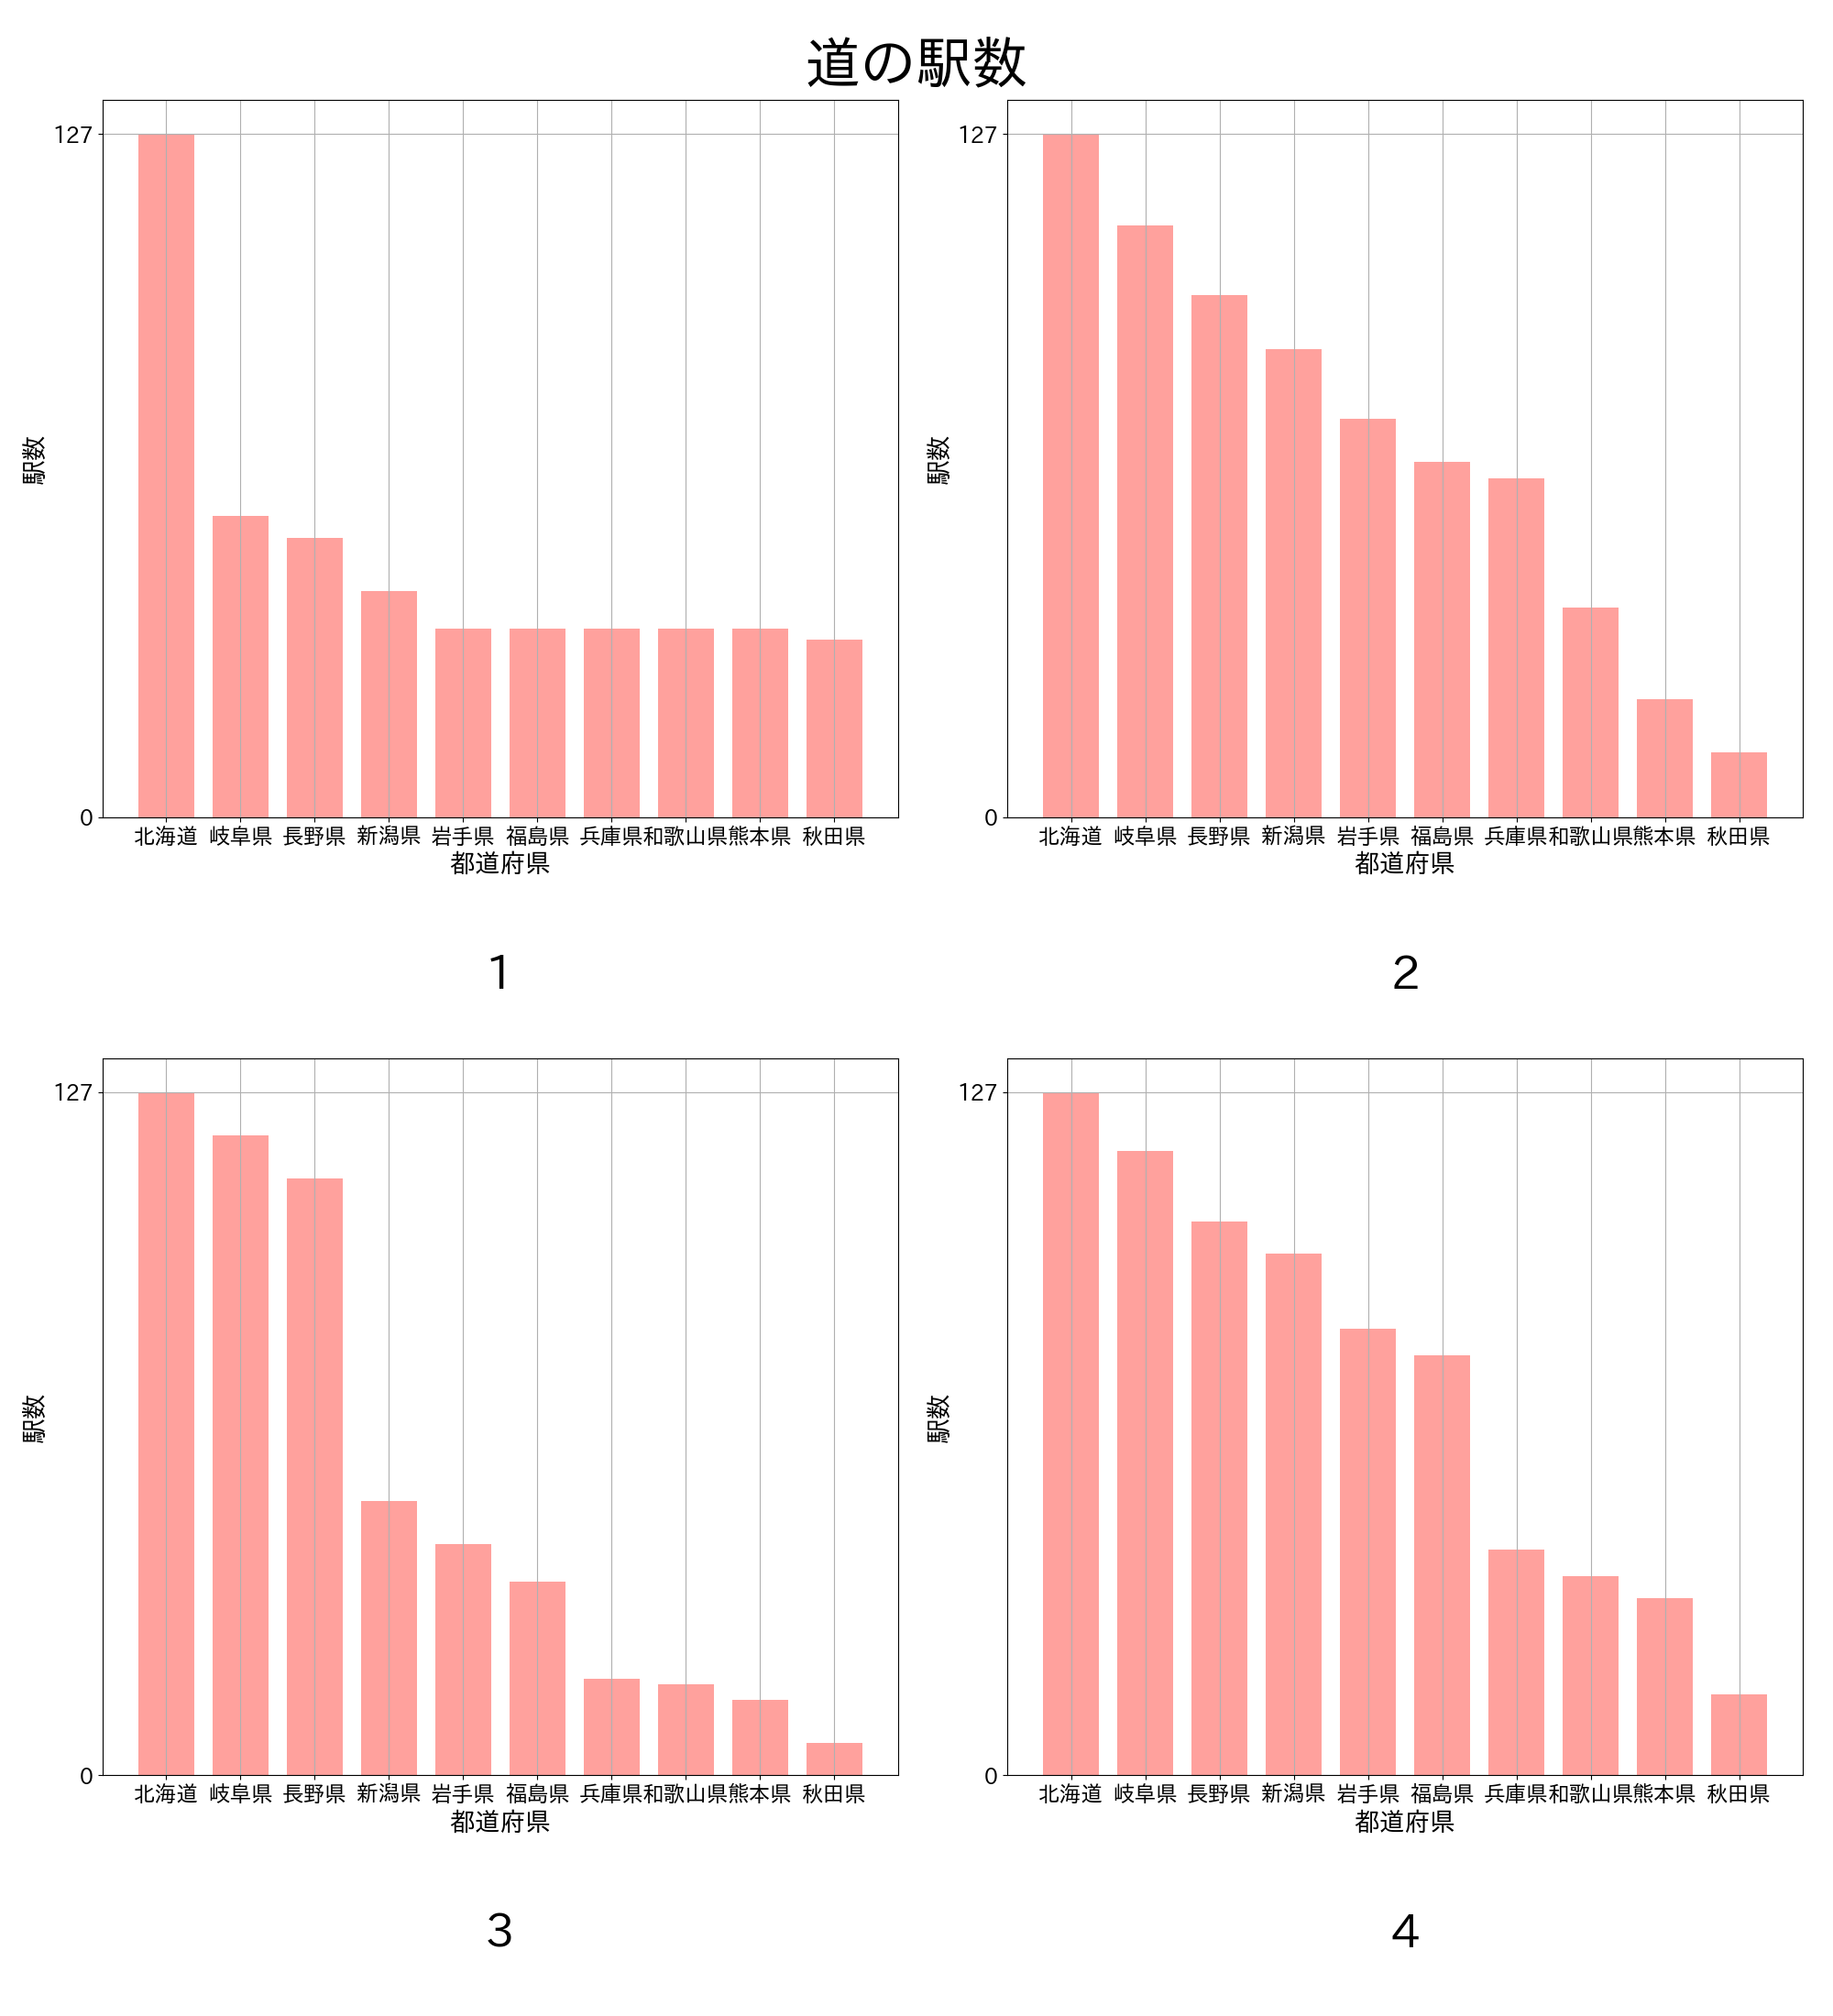 道の駅数
127
駅数
0
北海道 岐阜県 長野県 新潟県 岩手県 福島県 兵庫県 和歌山県 熊本県 秋田県
都道府県
1
127
駅数
0
北海道 岐阜県 長野県 新潟県 岩手県 福島県 兵庫県 和歌山県 熊本県 秋田県
都道府県
2
127
駅数
0
北海道 岐阜県 長野県 新潟県 岩手県 福島県 兵庫県 和歌山県 熊本県 秋田県
都道府県
3
127
駅数
0
北海道 岐阜県 長野県 新潟県 岩手県 福島県 兵庫県 和歌山県 熊本県 秋田県
都道府県
4